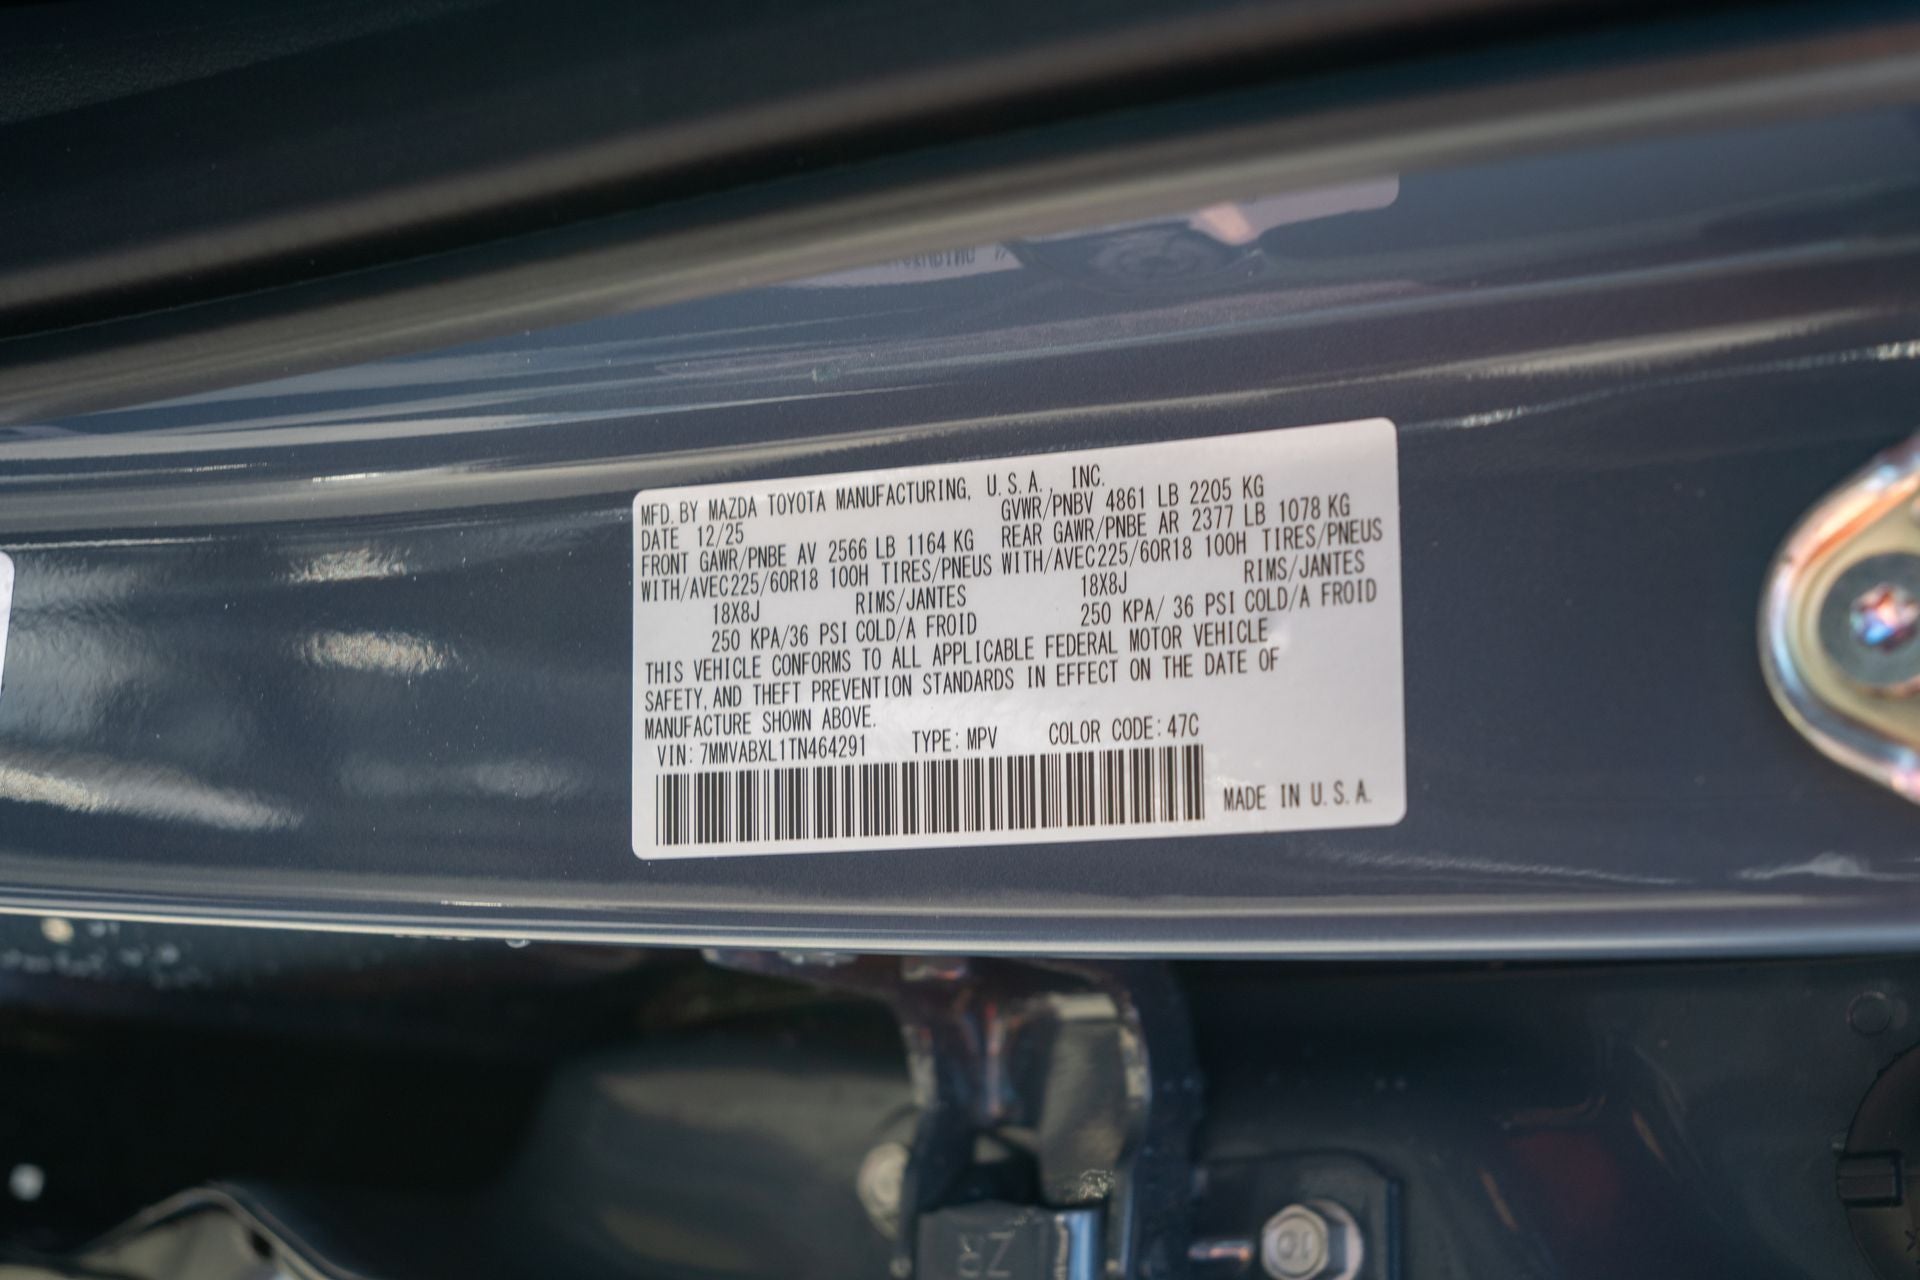 MFD. BY MAZDA TOYOTA MANUFACTURING, U.S.A., INC.
DATE 12/25 GVWR/PNBV 4861 LB 2205 KG
FRONT GAWR/PNBE AV 2566 LB 1164 KG REAR GAWR/PNBE AR 2377 LB 1078 KG
WITH/AVEC225/60R18 100H TIRES/PNEUS WITH/AVEC225/60R18 100H TIRES/PNEUS
18X8J RIMS/JANTES 18X8J RIMS/JANTES
250 KPA/36 PSI COLD/A FROID 250 KPA/ 36 PSI COLD/A FROID
THIS VEHICLE CONFORMS TO ALL APPLICABLE FEDERAL MOTOR VEHICLE
SAFETY, AND THEFT PREVENTION STANDARDS IN EFFECT ON THE DATE OF
MANUFACTURE SHOWN ABOVE.
VIN: 7MMVABXL1TN464291 TYPE: MPV COLOR CODE: 47C
MADE IN U.S.A.
10